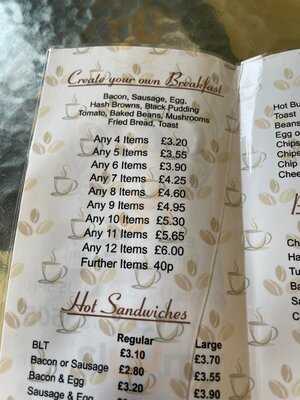 Create your own Breakfast
Bacon, Sausage, Egg,
Hash Browns, Black Pudding
Tomato, Baked Beans, Mushrooms
Fried Bread, Toast
Any 4 Items £3.20
Any 5 Items £3.55
Any 6 Items £3.90
Any 7 Items £4.25
Any 8 Items £4.60
Any 9 Items £4.95
Any 10 Items £5.30
Any 11 Items £5.65
Any 12 Items £6.00
Further Items 40p
Hot Sandwiches
Regular Large
BLT £3.10 £3.70
Bacon or Sausage £2.80 £3.55
Bacon & Egg £3.20 £3.90
Sausage & Egg
Hot
Toast
Beans
Egg
Chips
Chip